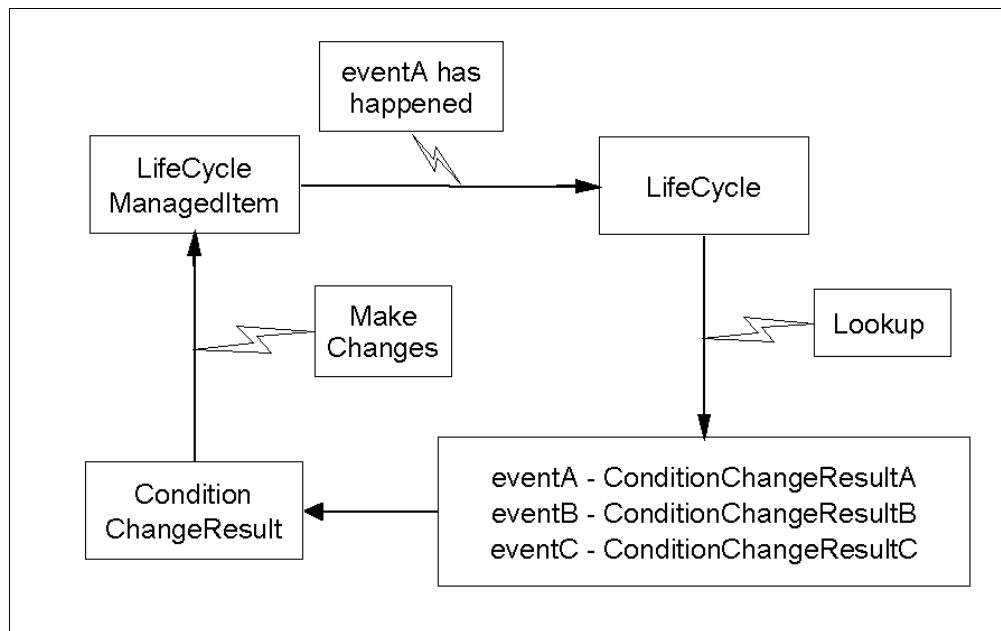 eventA has
happened
LifeCycle
ManagedItem
LifeCycle
Make
Changes
Lookup
Condition
ChangeResult
eventA - ConditionChangeResultA
eventB - ConditionChangeResultB
eventC - ConditionChangeResultC